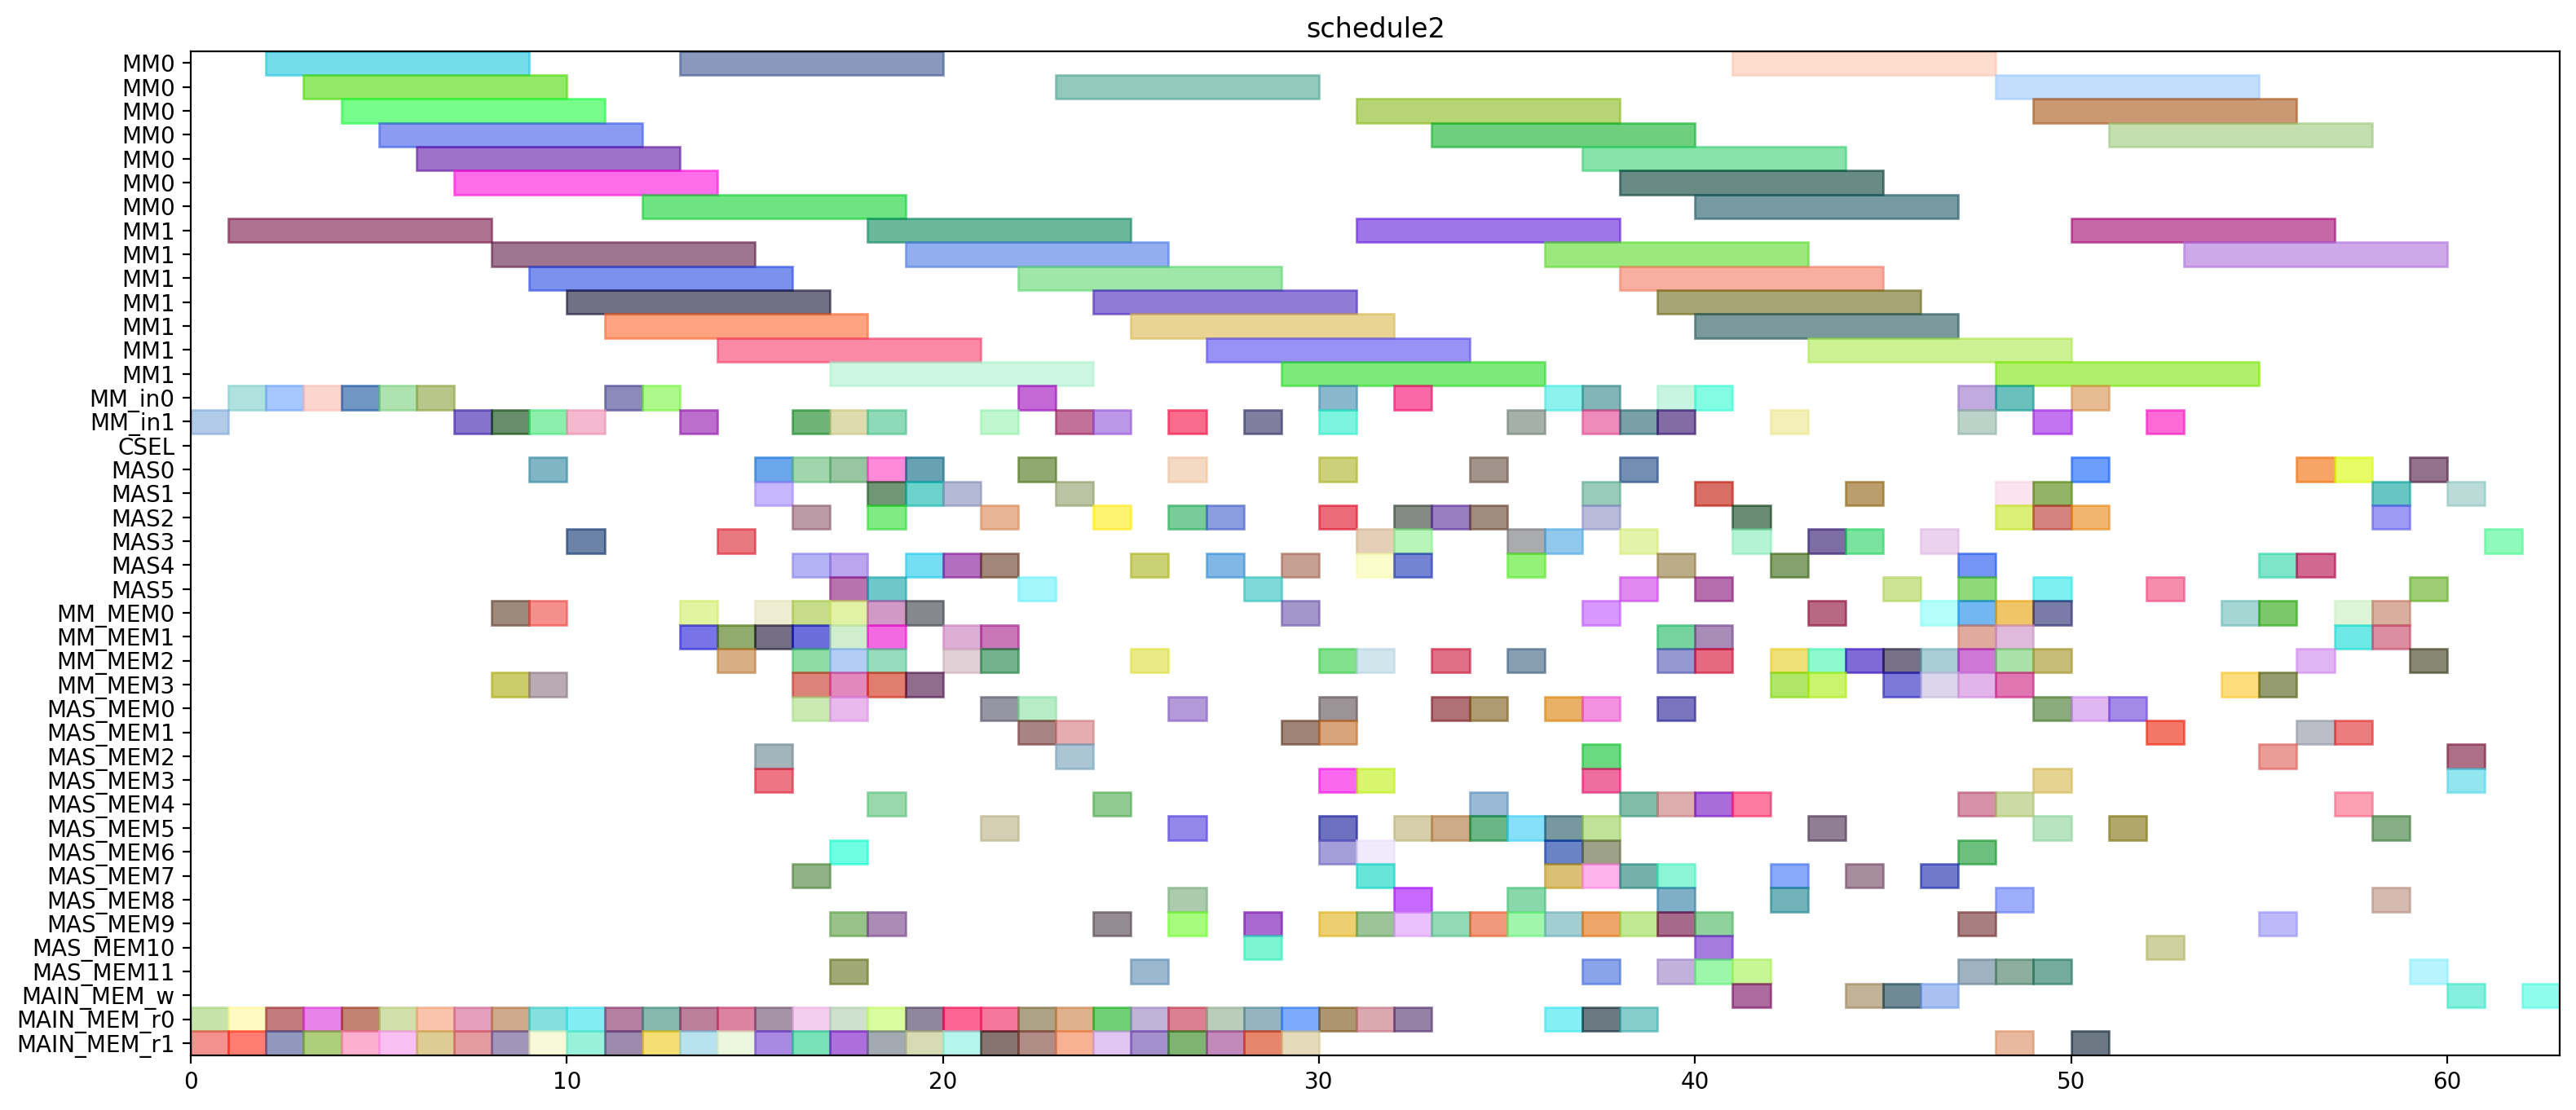 schedule2
MM0
MM0
MM0
MM0
MM0
MM0
MM0
MM1
MM1
MM1
MM1
MM1
MM1
MM1
MM_in0
MM_in1
CSEL
MAS0
MAS1
MAS2
MAS3
MAS4
MAS5
MM_MEM0
MM_MEM1
MM_MEM2
MM_MEM3
MAS_MEM0
MAS_MEM1
MAS_MEM2
MAS_MEM3
MAS_MEM4
MAS_MEM5
MAS_MEM6
MAS_MEM7
MAS_MEM8
MAS_MEM9
MAS_MEM10
MAS_MEM11
MAIN_MEM_w
MAIN_MEM_r0
MAIN_MEM_r1
0 10 20 30 40 50 60